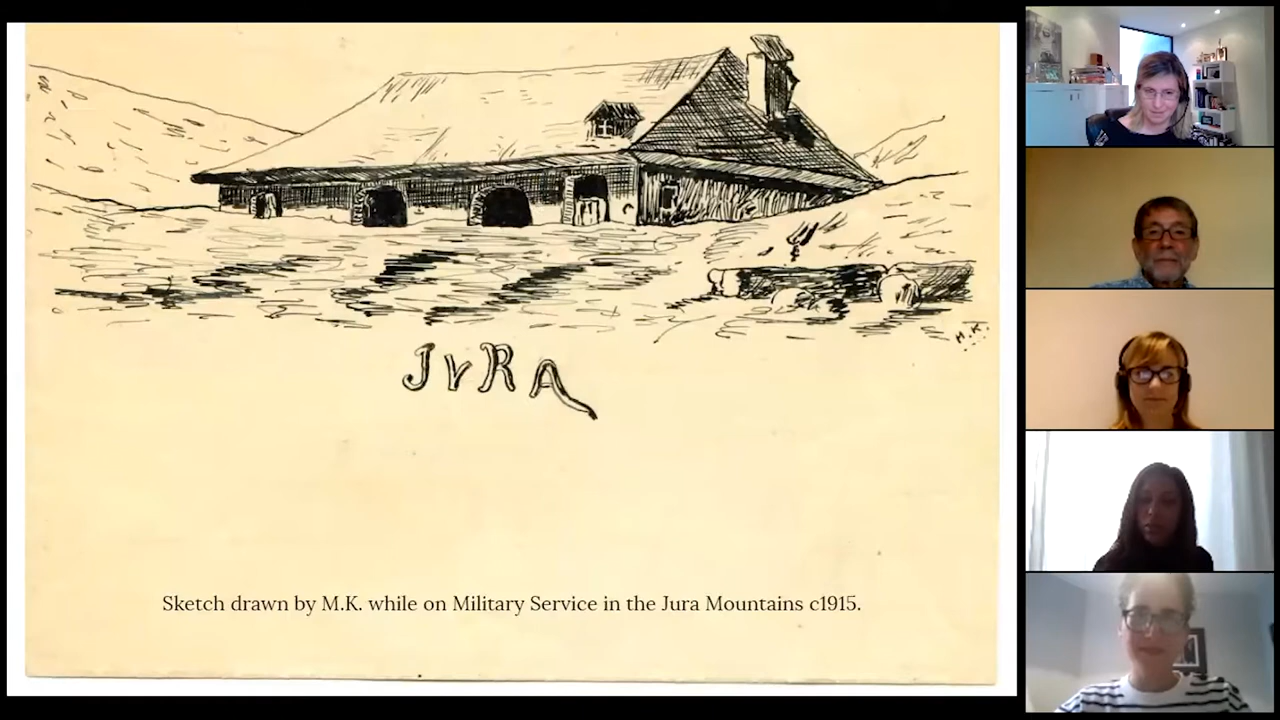 M.K.
JVRA
Sketch drawn by M.K. while on Military Service in the Jura Mountains c1915.